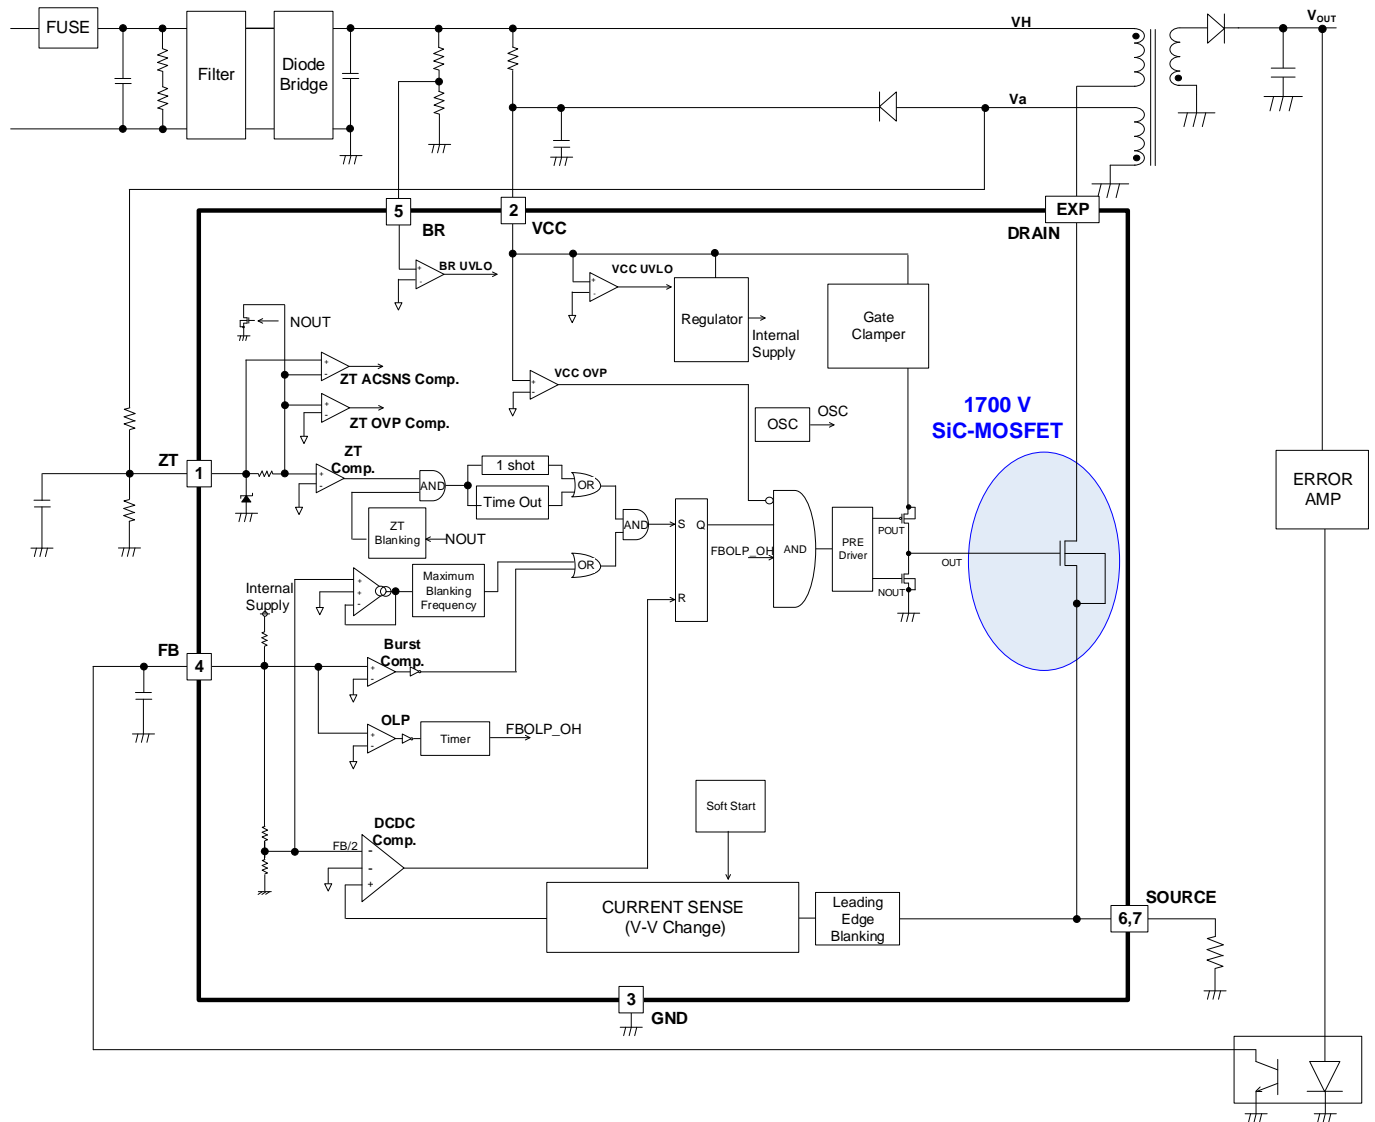 FUSE
Filter
Diode
Bridge
VH
VOUT
Va
5
BR
2
VCC
EXP
DRAIN
BR UVLO
VCC UVLO
Regulator
Internal
Supply
Gate
Clamper
NOUT
ZT ACSNS Comp.
ZT OVP Comp.
VCC OVP
OSC
OSC
1700 V
SiC-MOSFET
ZT
1
ZT
Comp.
AND
1 shot
Time Out
OR
ZT
Blanking
NOUT
AND
S
Q
R
FBOLP_OH
AND
PRE
Driver
POUT
NOUT
OUT
ERROR
AMP
OR
Maximum
Blanking
Frequency
Internal
Supply
FB
4
Burst
Comp.
OLP
Timer
FBOLP_OH
Soft Start
DCDC
Comp.
FB/2
CURRENT SENSE
(V-V Change)
Leading
Edge
Blanking
SOURCE
6,7
3
GND